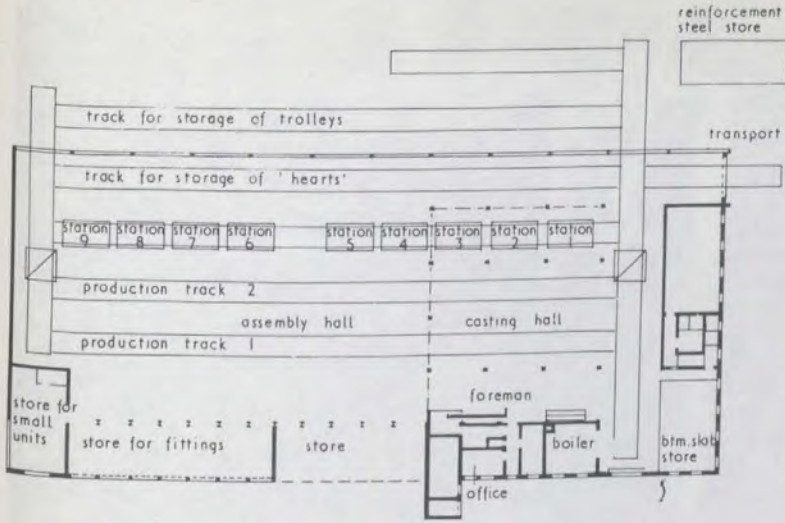 reinforcement
steel store
track for storage of trolleys
transport
track for storage of 'hearts'
station
9
station
8
station
7
station
6
station
5
station
4
station
3
station
2
station
1
production track 2
assembly hall
casting hall
production track 1
foreman
store for
small
units
store for fittings
store
boiler
btm.slab
store
office